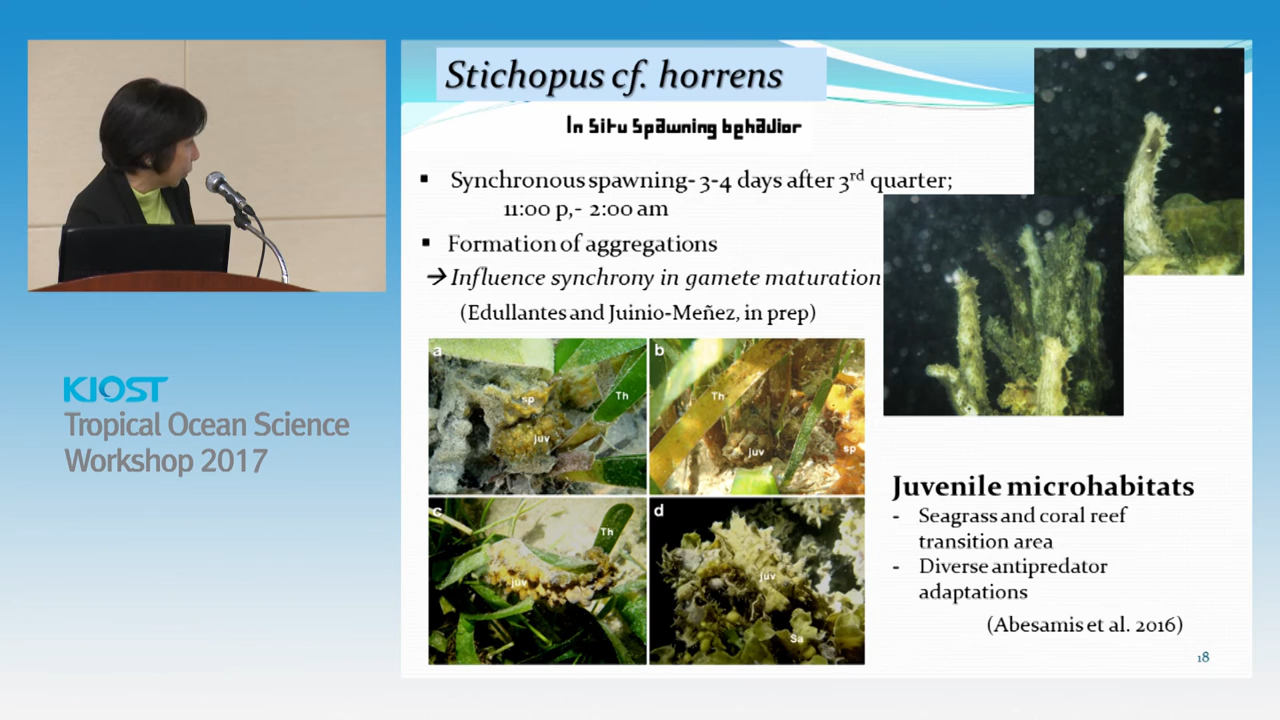 Stichopus cf. horrens
In Situ Spawning behavior
▪ Synchronous spawning- 3-4 days after 3rd quarter;
11:00 p,- 2:00 am
▪ Formation of aggregations
→ Influence synchrony in gamete maturation
(Edullantes and Juinio-Meñez, in prep)
a
sp
Th
juv
b
Th
juv
sp
c
Th
juv
d
juv
Sa
KIOST
Tropical Ocean Science
Workshop 2017
Juvenile microhabitats
- Seagrass and coral reef
transition area
- Diverse antipredator
adaptations
(Abesamis et al. 2016)
18